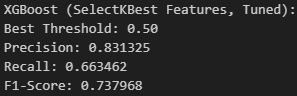 XGBoost (SelectKBest Features, Tuned):
Best Threshold: 0.50
Precision: 0.831325
Recall: 0.663462
F1-Score: 0.737968